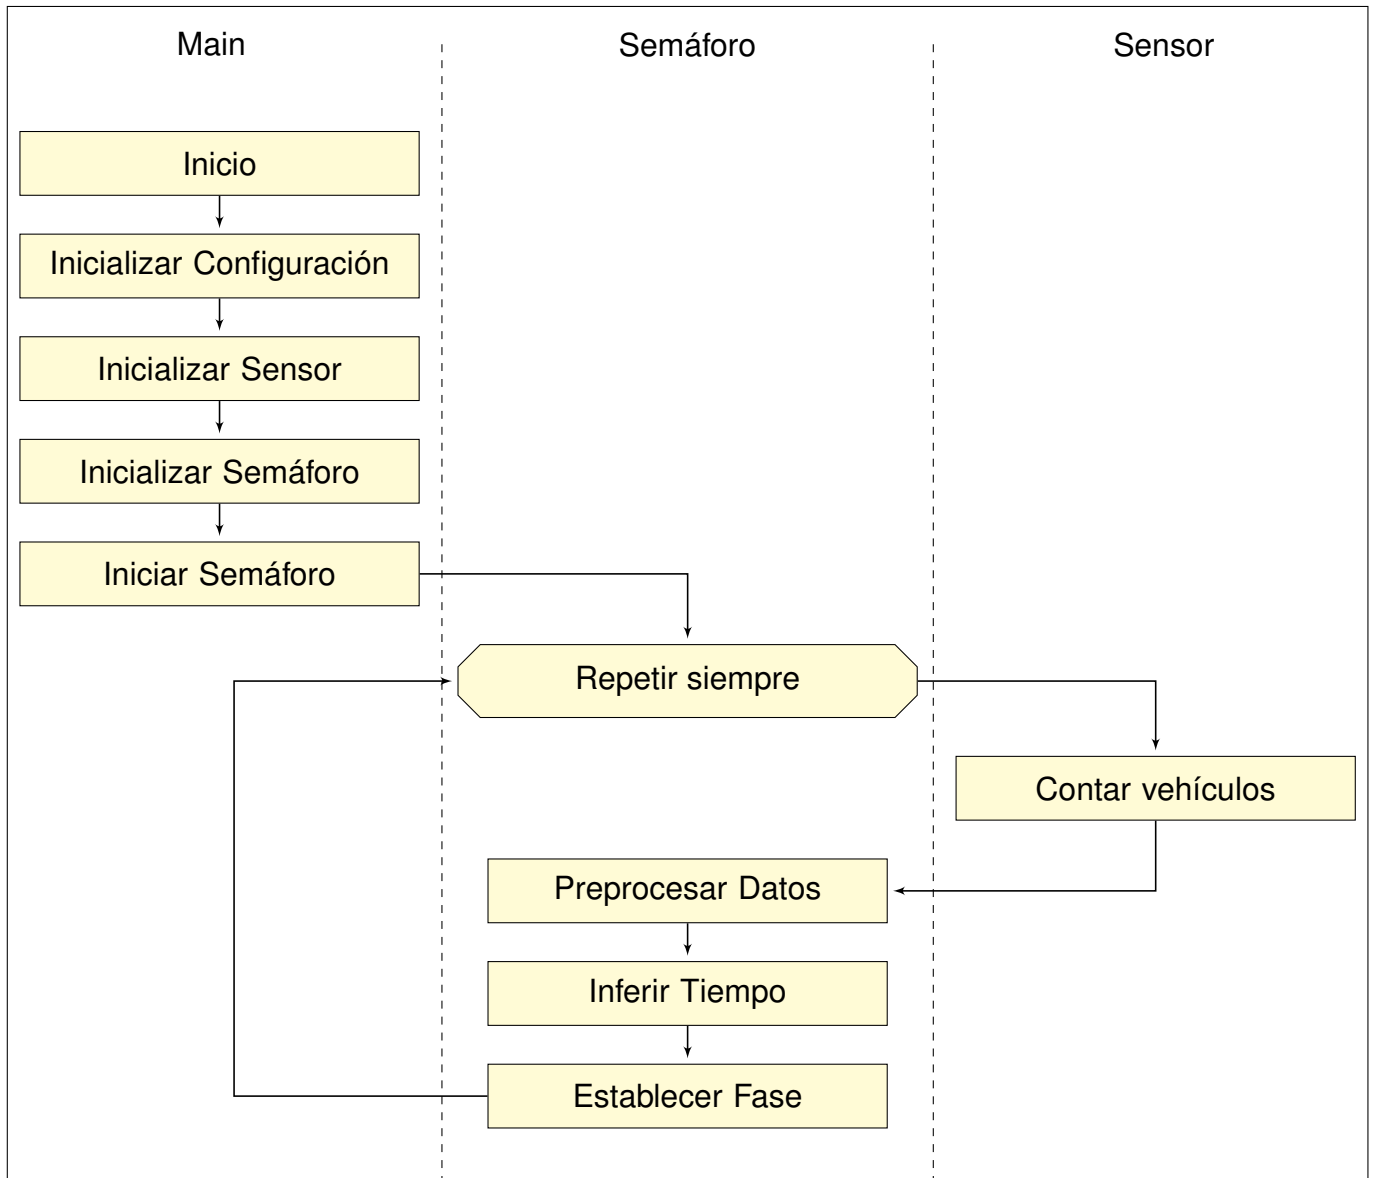 Main
Semáforo
Sensor
Inicio
Inicializar Configuración
Inicializar Sensor
Inicializar Semáforo
Iniciar Semáforo
Repetir siempre
Contar vehículos
Preprocesar Datos
Inferir Tiempo
Establecer Fase